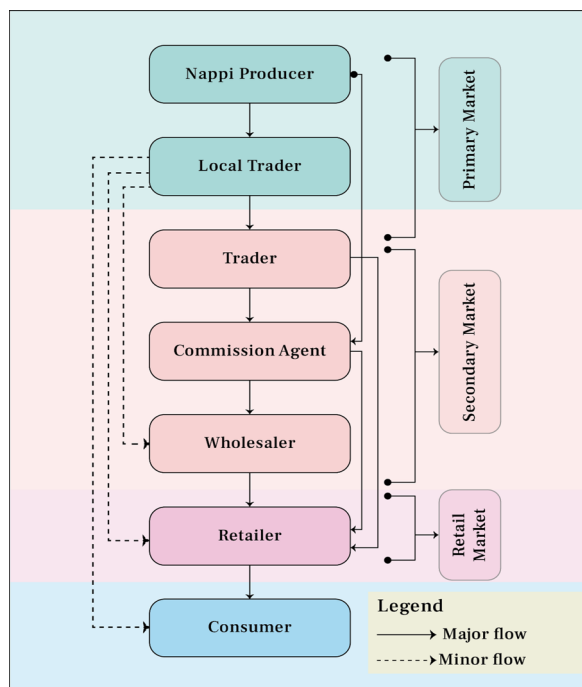 Nappi Producer
Local Trader
Trader
Commission Agent
Wholesaler
Retailer
Consumer
Primary Market
Secondary Market
Retail
Market
Legend
Major flow
Minor flow